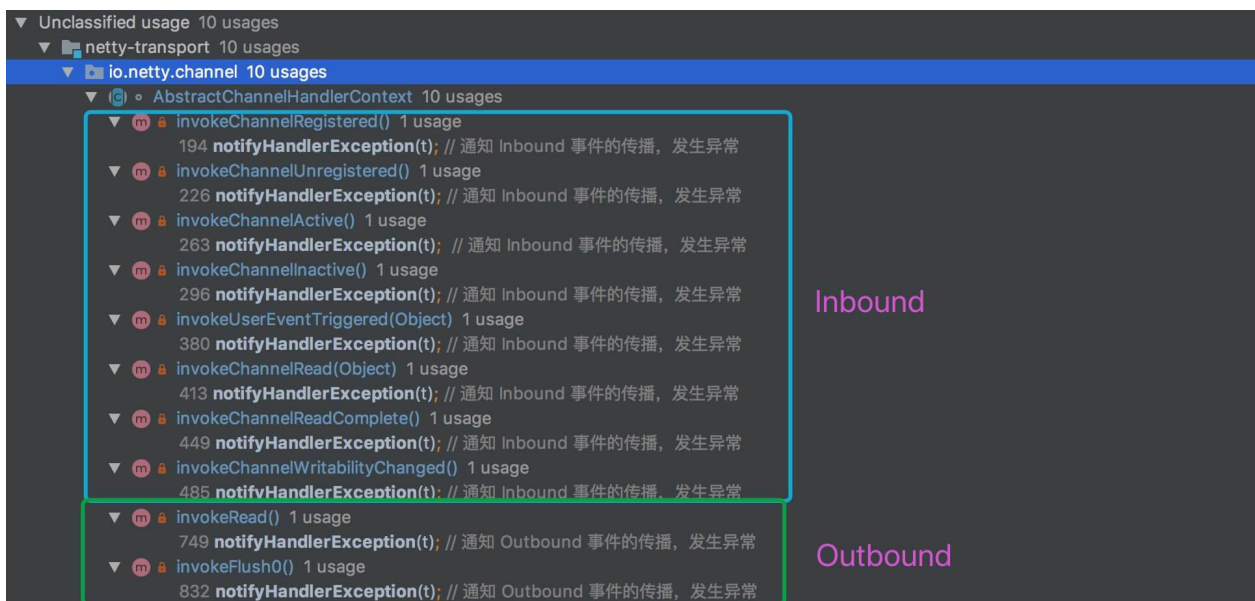 Unclassified usage 10 usages
netty-transport 10 usages
io.netty.channel 10 usages
AbstractChannelHandlerContext 10 usages
invokeChannelRegistered() 1 usage
194 notifyHandlerException(t); // 通知 Inbound 事件的传播，发生异常
invokeChannelUnregistered() 1 usage
226 notifyHandlerException(t); // 通知 Inbound 事件的传播，发生异常
invokeChannelActive() 1 usage
263 notifyHandlerException(t); // 通知 Inbound 事件的传播，发生异常
invokeChannelInactive() 1 usage
296 notifyHandlerException(t); // 通知 Inbound 事件的传播，发生异常
Inbound
invokeUserEventTriggered(Object) 1 usage
380 notifyHandlerException(t); // 通知 Inbound 事件的传播，发生异常
invokeChannelRead(Object) 1 usage
413 notifyHandlerException(t); // 通知 Inbound 事件的传播，发生异常
invokeChannelReadComplete() 1 usage
449 notifyHandlerException(t); // 通知 Inbound 事件的传播，发生异常
invokeChannelWritabilityChanged() 1 usage
485 notifyHandlerException(t); // 通知 Inbound 事件的传播，发生异常
invokeRead() 1 usage
749 notifyHandlerException(t); // 通知 Outbound 事件的传播，发生异常
Outbound
invokeFlush0() 1 usage
832 notifyHandlerException(t); // 通知 Outbound 事件的传播，发生异常